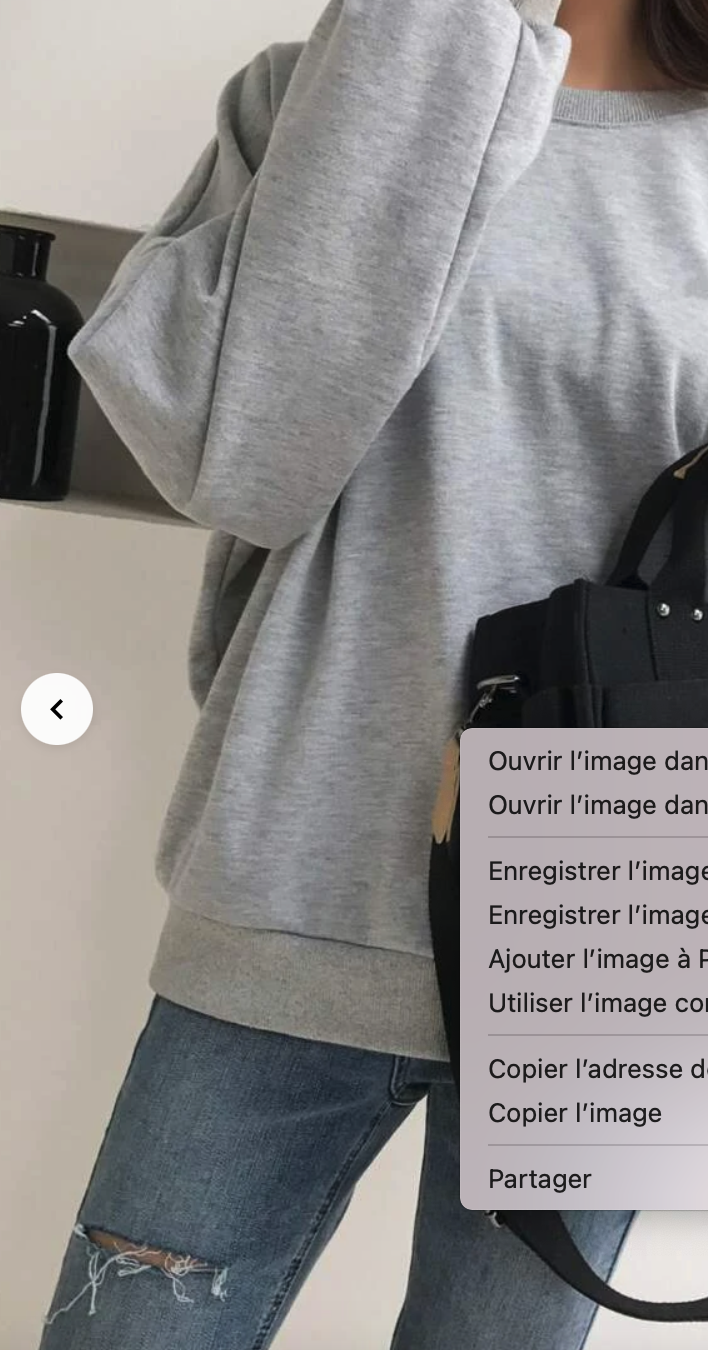 Ouvrir l’image dan
Ouvrir l’image dan
Enregistrer l’image
Enregistrer l’image
Ajouter l’image à P
Utiliser l’image co
Copier l’adresse d
Copier l’image
Partager